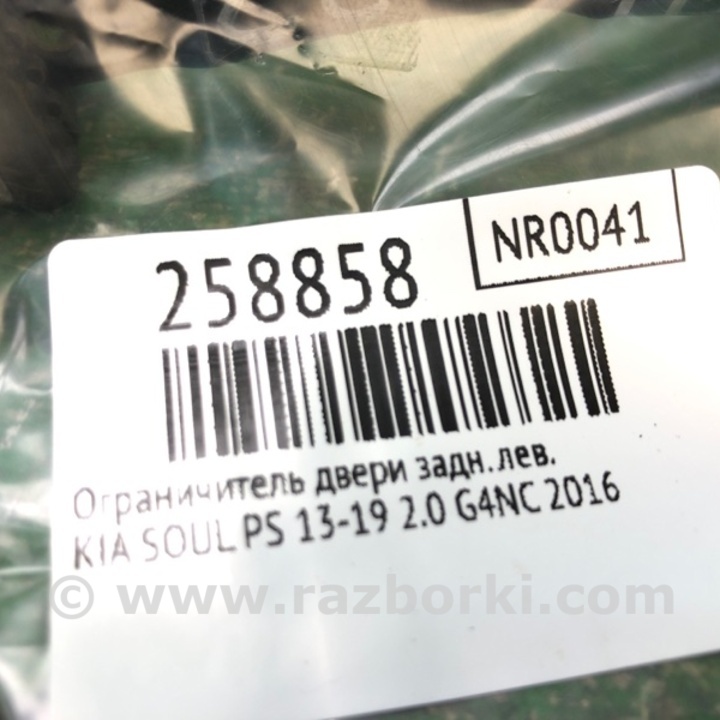 NR0041
258858
Ограничитель двери задн.лев.
KIA SOUL PS 13-19 2.0 G4NC 2016
© www.razborki.com